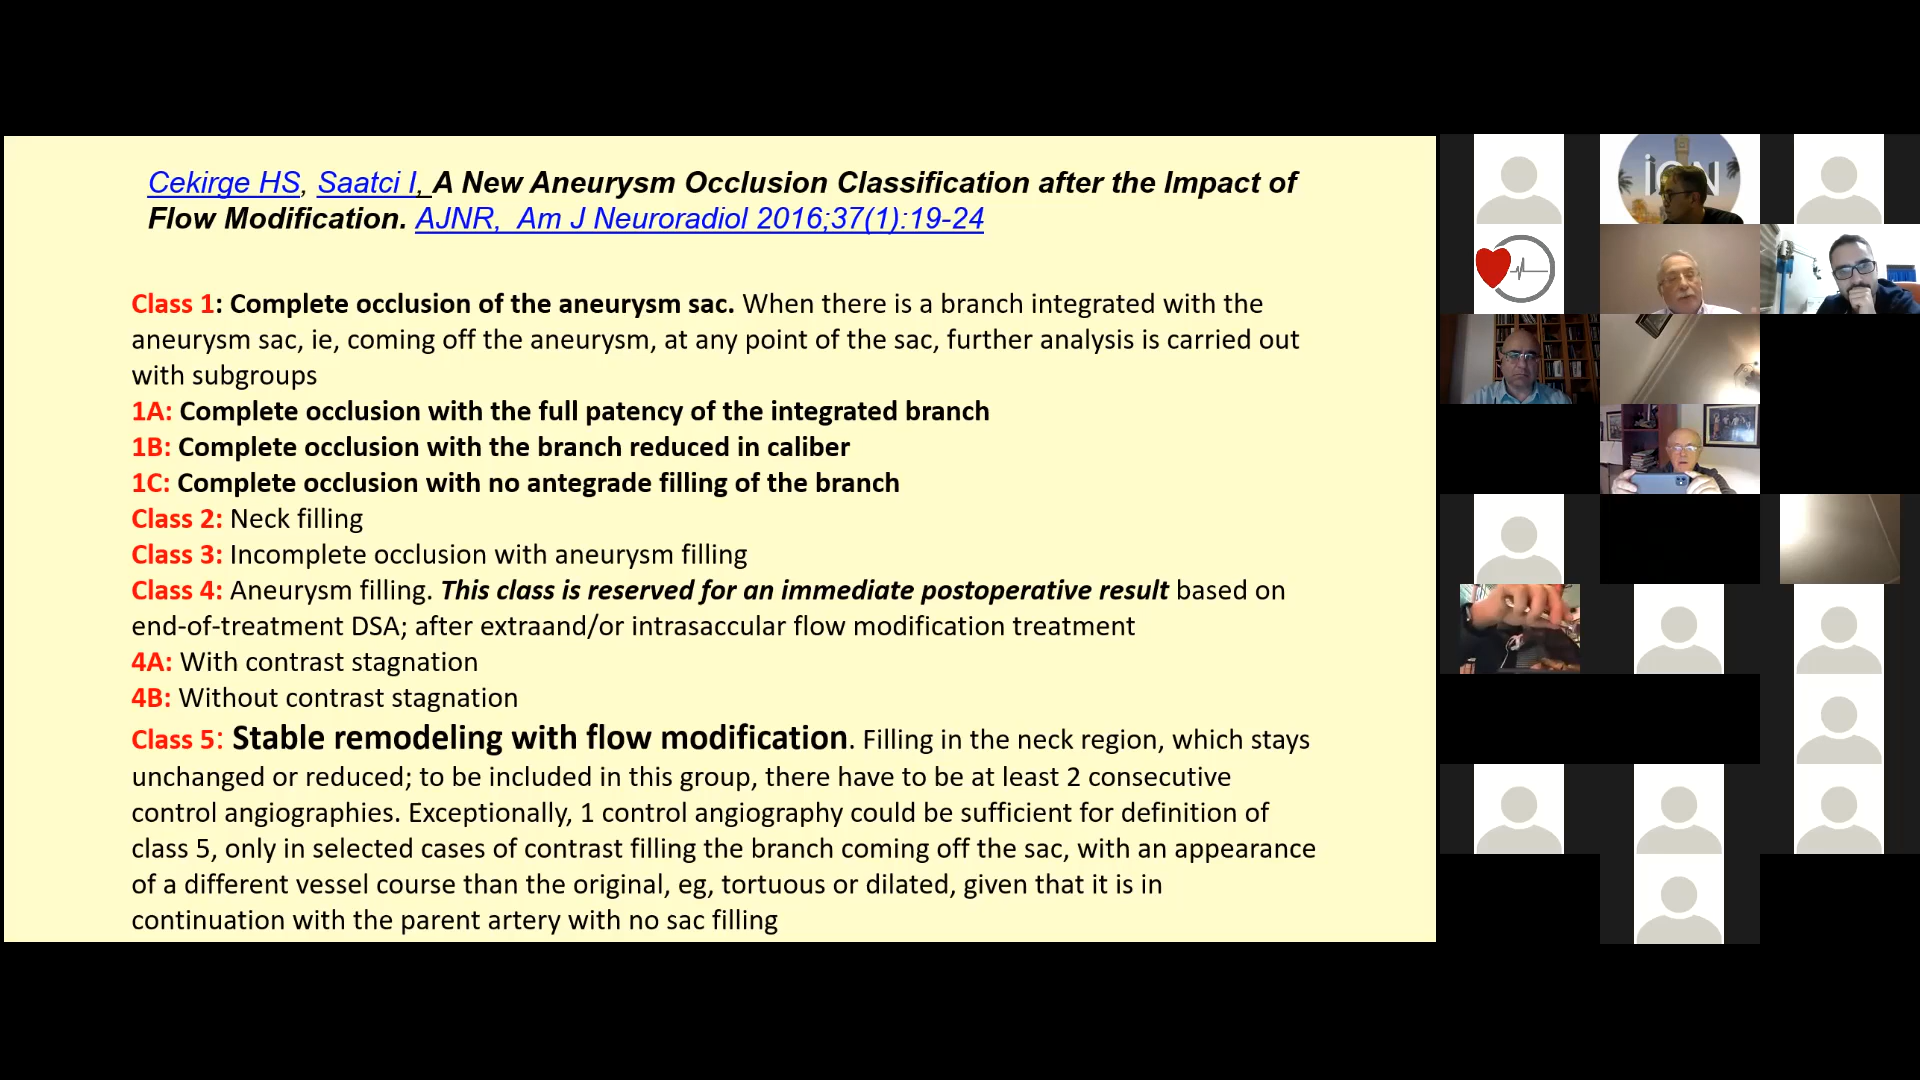 Cekirge HS, Saatci I, A New Aneurysm Occlusion Classification after the Impact of
Flow Modification. AJNR, Am J Neuroradiol 2016;37(1):19-24
Class 1: Complete occlusion of the aneurysm sac. When there is a branch integrated with the
aneurysm sac, ie, coming off the aneurysm, at any point of the sac, further analysis is carried out
with subgroups
1A: Complete occlusion with the full patency of the integrated branch
1B: Complete occlusion with the branch reduced in caliber
1C: Complete occlusion with no antegrade filling of the branch
Class 2: Neck filling
Class 3: Incomplete occlusion with aneurysm filling
Class 4: Aneurysm filling. This class is reserved for an immediate postoperative result based on
end-of-treatment DSA; after extraand/or intrasaccular flow modification treatment
4A: With contrast stagnation
4B: Without contrast stagnation
Class 5: Stable remodeling with flow modification. Filling in the neck region, which stays
unchanged or reduced; to be included in this group, there have to be at least 2 consecutive
control angiographies. Exceptionally, 1 control angiography could be sufficient for definition of
class 5, only in selected cases of contrast filling the branch coming off the sac, with an appearance
of a different vessel course than the original, eg, tortuous or dilated, given that it is in
continuation with the parent artery with no sac filling